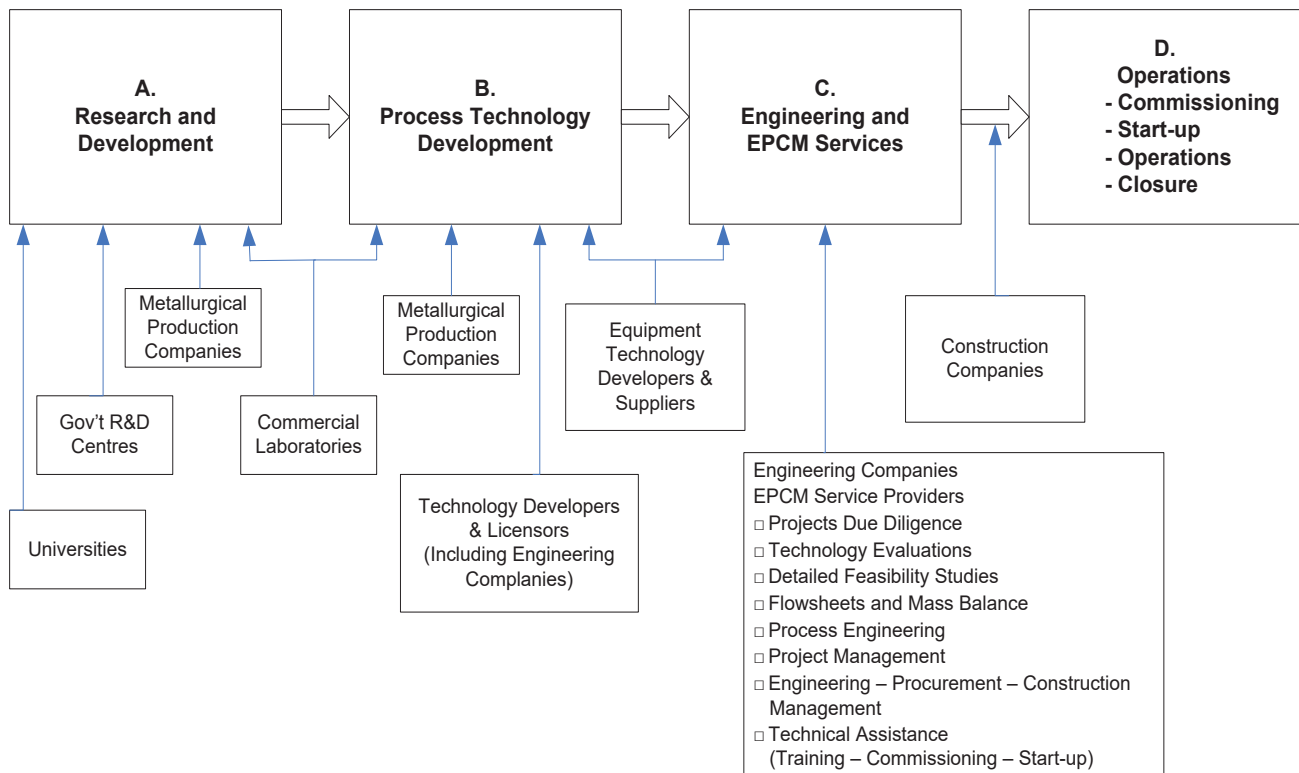 A.
Research and
Development
B.
Process Technology
Development
C.
Engineering and
EPCM Services
D.
Operations
- Commissioning
- Start-up
- Operations
- Closure
Metallurgical
Production
Companies
Metallurgical
Production
Companies
Equipment
Technology
Developers &
Suppliers
Construction
Companies
Gov’t R&D
Centres
Commercial
Laboratories
Universities
Technology Developers
& Licensors
(Including Engineering
Complanies)
Engineering Companies
EPCM Service Providers
□ Projects Due Diligence
□ Technology Evaluations
□ Detailed Feasibility Studies
□ Flowsheets and Mass Balance
□ Process Engineering
□ Project Management
□ Engineering – Procurement – Construction
Management
□ Technical Assistance
(Training – Commissioning – Start-up)